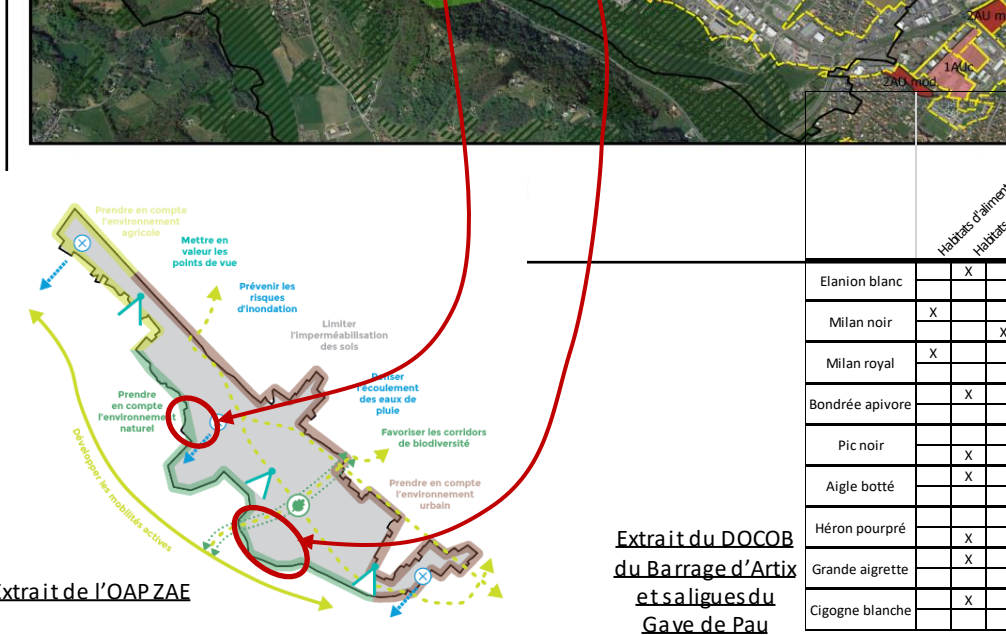 2AU mod
1AUc
2AU mod
Prendre en compte
l'environnement
agricole
Mettre en
valeur les
points de vue
Prévenir les
risques
d'inondation
Limiter
l'imperméabilisation
des sols
Penser
l'écoulement
des eaux de
pluie
Prendre
en compte
l'environnement
naturel
Favoriser les corridors
de biodiversité
Développer les mobilités actives
Prendre en compte
l'environnement
urbain
Extrait de l'OAP ZAE
Extrait du DOCOB
du Barrage d'Artix
et saligues du
Gave de Pau
Habitats d'aliment
Habitats
Elanion blanc X
Milan noir X
X
Milan royal X
Bondrée apivore X
Pic noir X
Aigle botté X
Héron pourpré X
Grande aigrette X
Cigogne blanche X